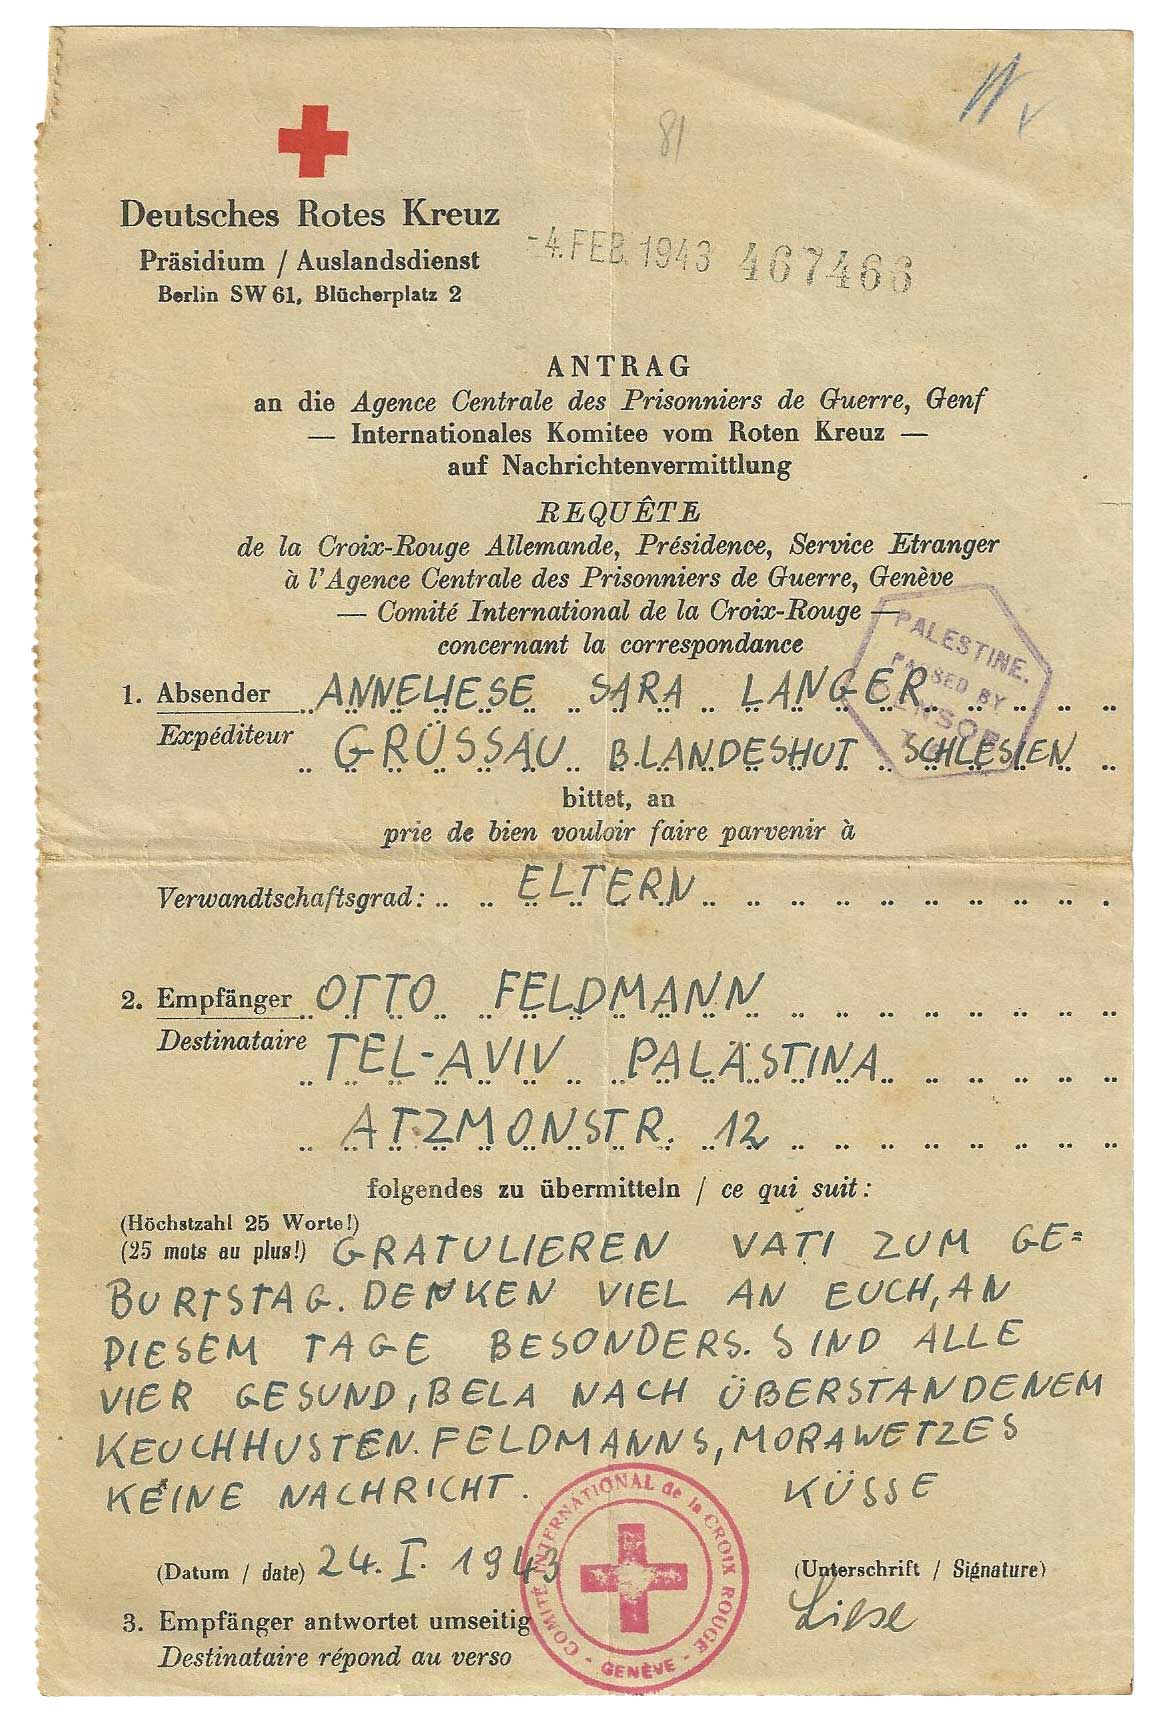 81
Deutsches Rotes Kreuz
Präsidium / Auslandsdienst
Berlin SW 61, Blücherplatz 2
-4. FEB. 1943 467466
ANTRAG
an die Agence Centrale des Prisonniers de Guerre, Genf
— Internationales Komitee vom Roten Kreuz —
auf Nachrichtenvermittlung
REQUÊTE
de la Croix-Rouge Allemande, Présidence, Service Etranger
à l'Agence Centrale des Prisonniers de Guerre, Genève
— Comité International de la Croix-Rouge —
concernant la correspondance
PALESTINE.
PASSED BY
CENSOR
1. Absender ANNELIESE SARA LANGER
Expéditeur GRÜSSAU B. LANDESHUT SCHLESIEN
bittet, an
prie de bien vouloir faire parvenir à
Verwandtschaftsgrad: ELTERN
2. Empfänger OTTO FELDMANN
Destinataire TEL-AVIV PALÄSTINA
ATZMONSTR. 12
folgendes zu übermitteln / ce qui suit:
(Höchstzahl 25 Worte!)
(25 mots au plus!) GRATULIEREN VATI ZUM GE=
BURTSTAG. DENKEN VIEL AN EUCH, AN
DIESEM TAGE BESONDERS. SIND ALLE
VIER GESUND, BELA NACH ÜBERSTANDENEM
KEUCHHUSTEN. FELDMANNS, MORAWETZES
KEINE NACHRICHT. KÜSSE
(Datum / date) 24. I. 1943
(Unterschrift / Signature)
Liese
3. Empfänger antwortet umseitig
Destinataire répond au verso
COMITÉ INTERNATIONAL de la CROIX ROUGE
- GENÈVE -